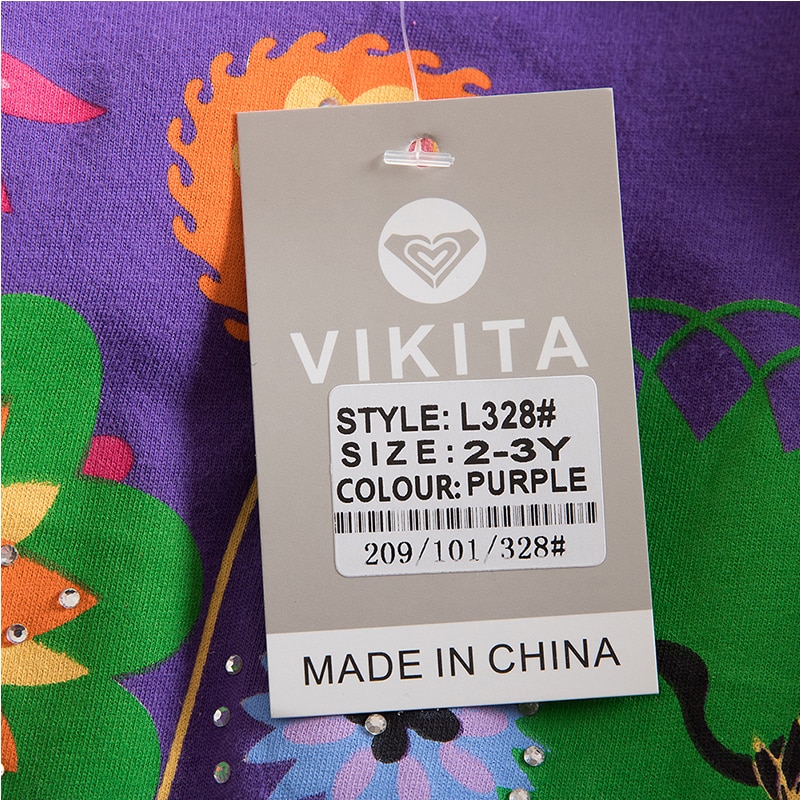 VIKITA
STYLE: L328#
SIZE: 2-3Y
COLOUR: PURPLE
209/101/328#
MADE IN CHINA